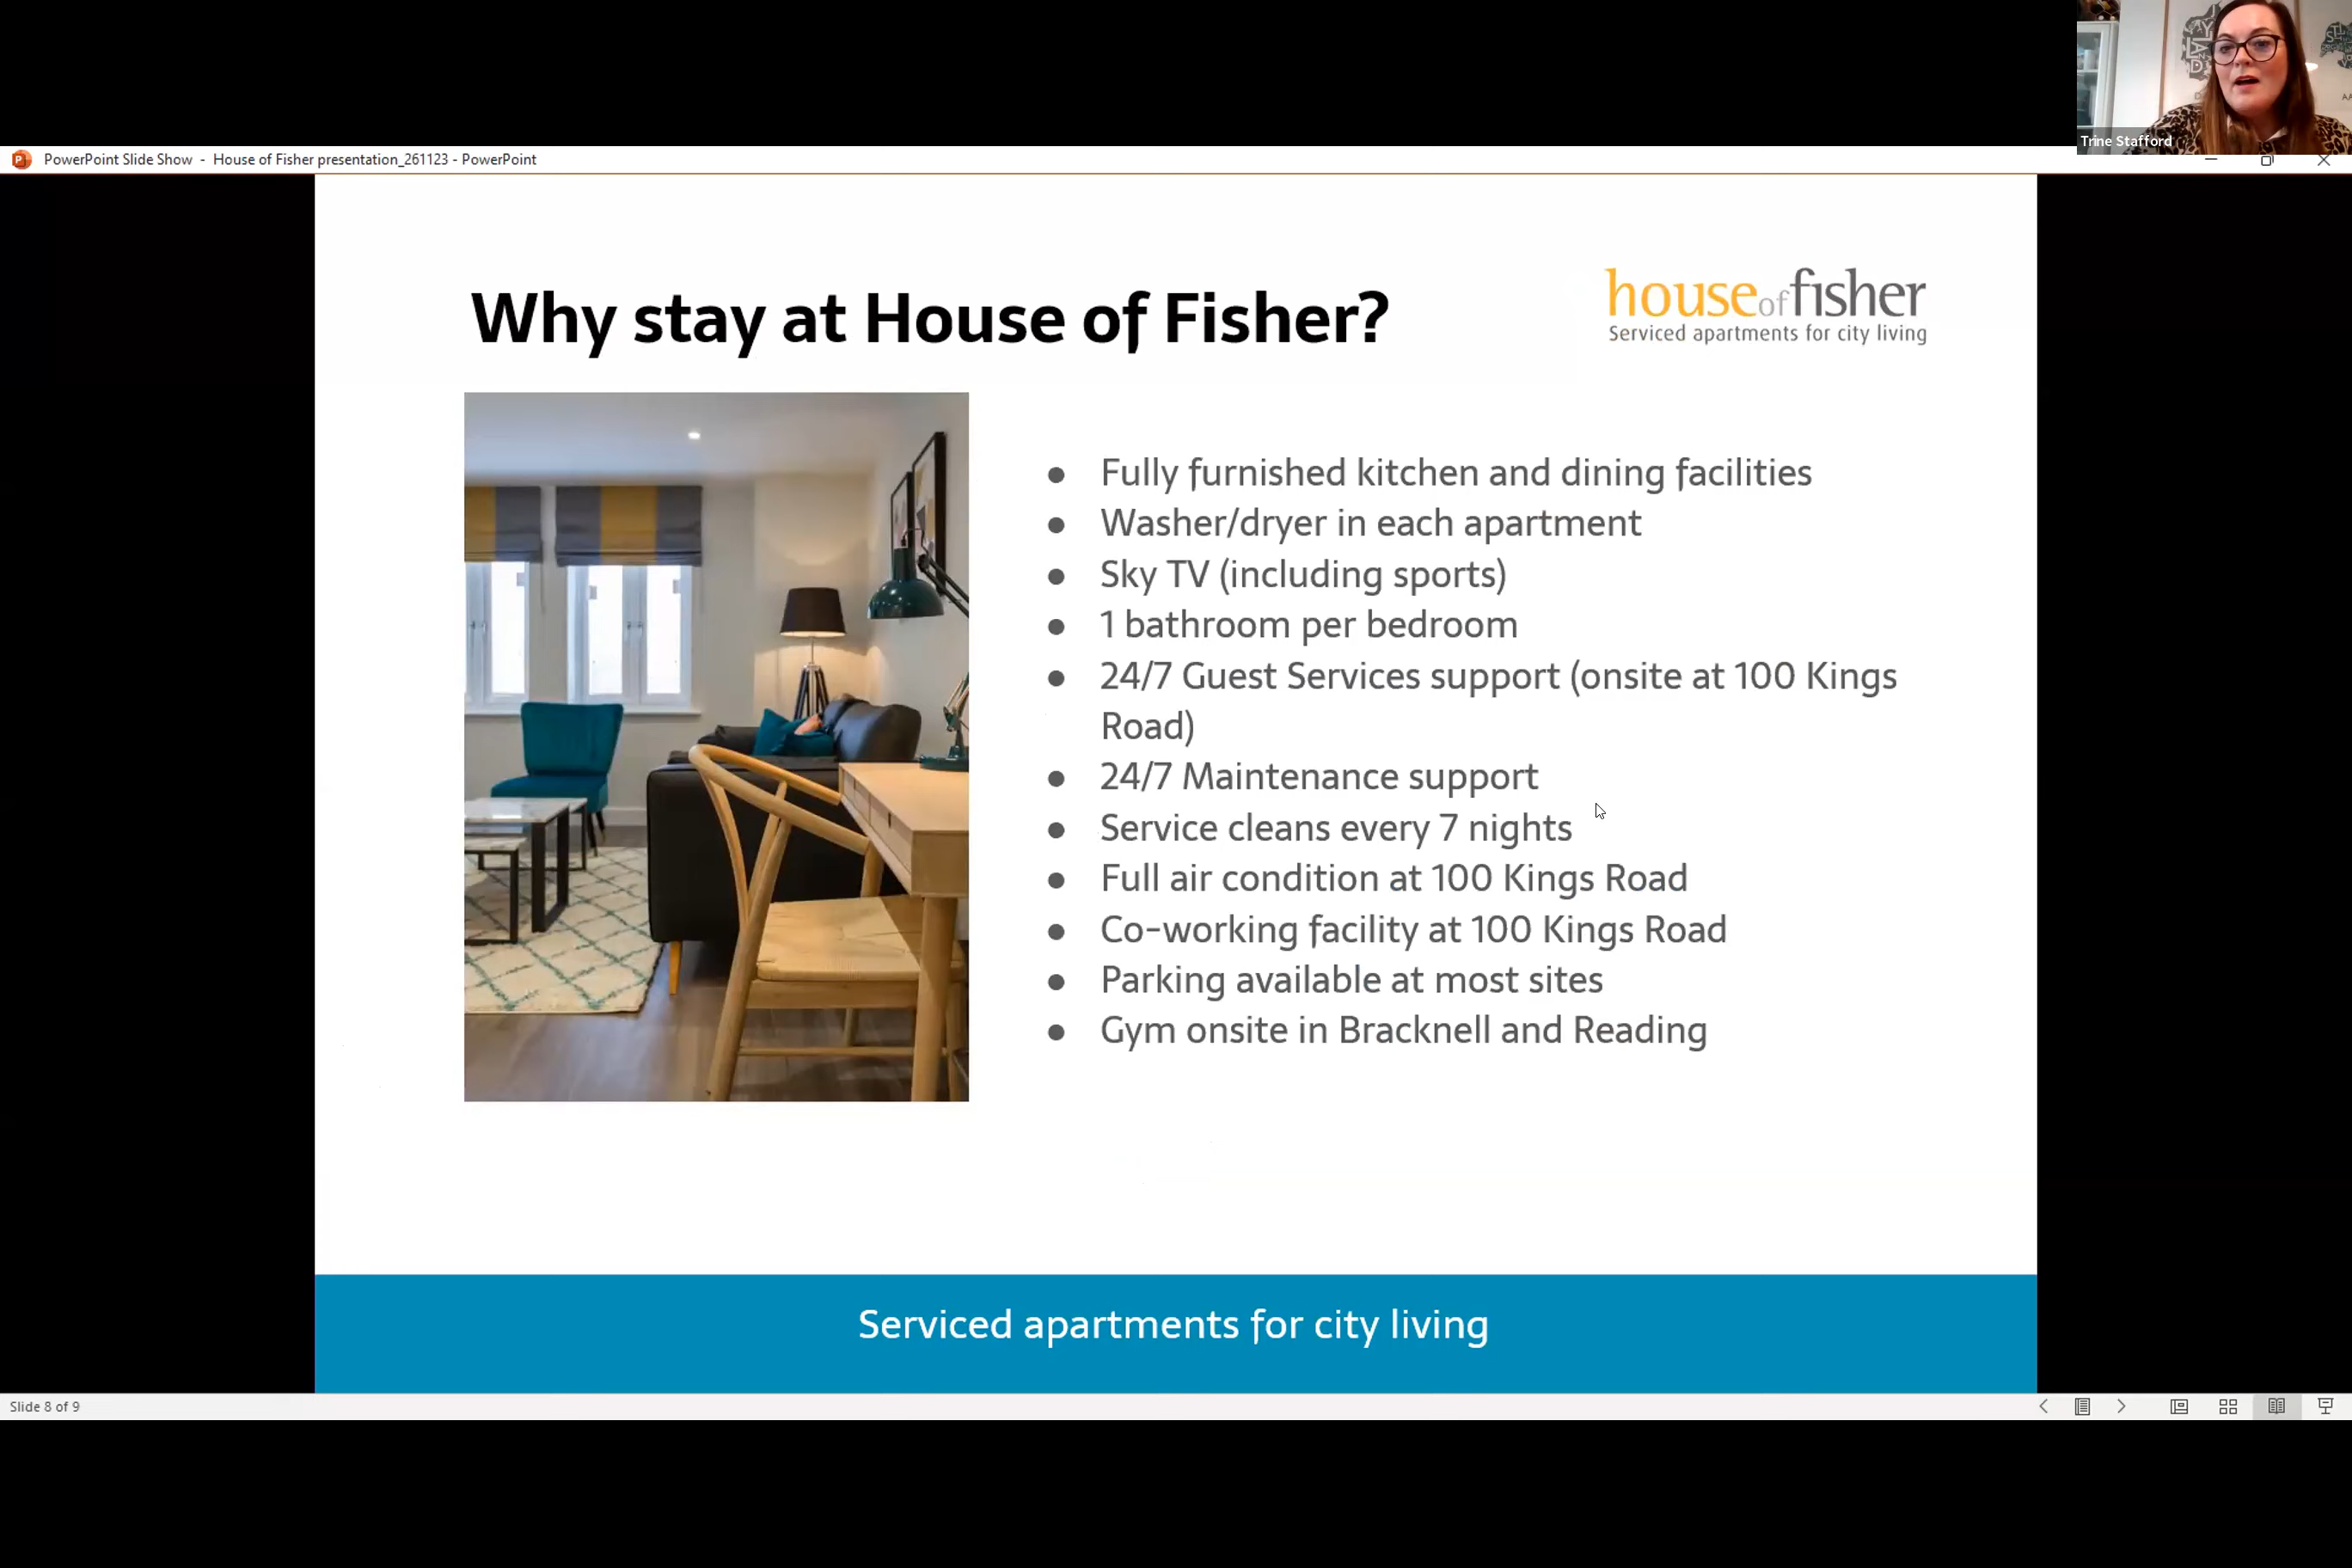 Trine Stafford
PowerPoint Slide Show - House of Fisher presentation_261123 - PowerPoint
Why stay at House of Fisher?
houseoffisher
Serviced apartments for city living
● Fully furnished kitchen and dining facilities
● Washer/dryer in each apartment
● Sky TV (including sports)
● 1 bathroom per bedroom
● 24/7 Guest Services support (onsite at 100 Kings
Road)
● 24/7 Maintenance support
● Service cleans every 7 nights
● Full air condition at 100 Kings Road
● Co-working facility at 100 Kings Road
● Parking available at most sites
● Gym onsite in Bracknell and Reading
Serviced apartments for city living
Slide 8 of 9